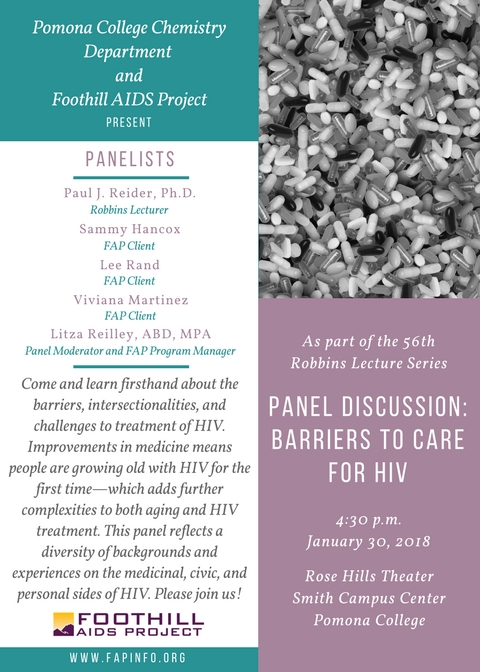 Pomona College Chemistry
Department
and
Foothill AIDS Project
PRESENT
PANELISTS
Paul J. Reider, Ph.D.
Robbins Lecturer
Sammy Hancox
FAP Client
Lee Rand
FAP Client
Viviana Martinez
FAP Client
Litza Reilley, ABD, MPA
Panel Moderator and FAP Program Manager
Come and learn firsthand about the
barriers, intersectionalities, and
challenges to treatment of HIV.
Improvements in medicine means
people are growing old with HIV for the
first time—which adds further
complexities to both aging and HIV
treatment. This panel reflects a
diversity of backgrounds and
experiences on the medicinal, civic, and
personal sides of HIV. Please join us!
FOOTHILL
AIDS PROJECT
WWW.FAPINFO.ORG
As part of the 56th
Robbins Lecture Series
PANEL DISCUSSION:
BARRIERS TO CARE
FOR HIV
4:30 p.m.
January 30, 2018
Rose Hills Theater
Smith Campus Center
Pomona College